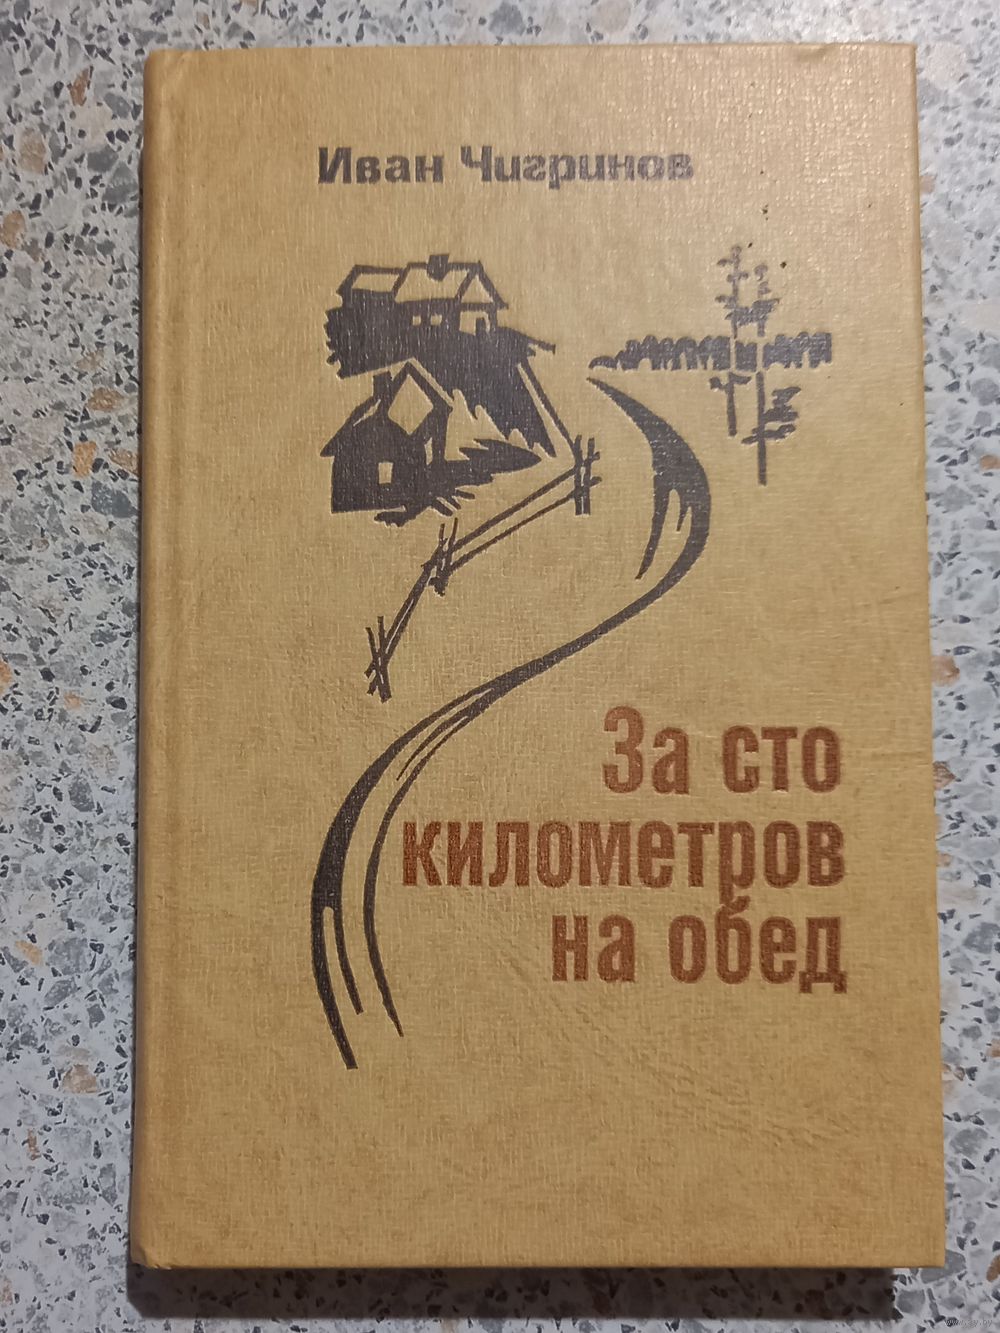 Иван Чигринов
За сто
километров
на обед